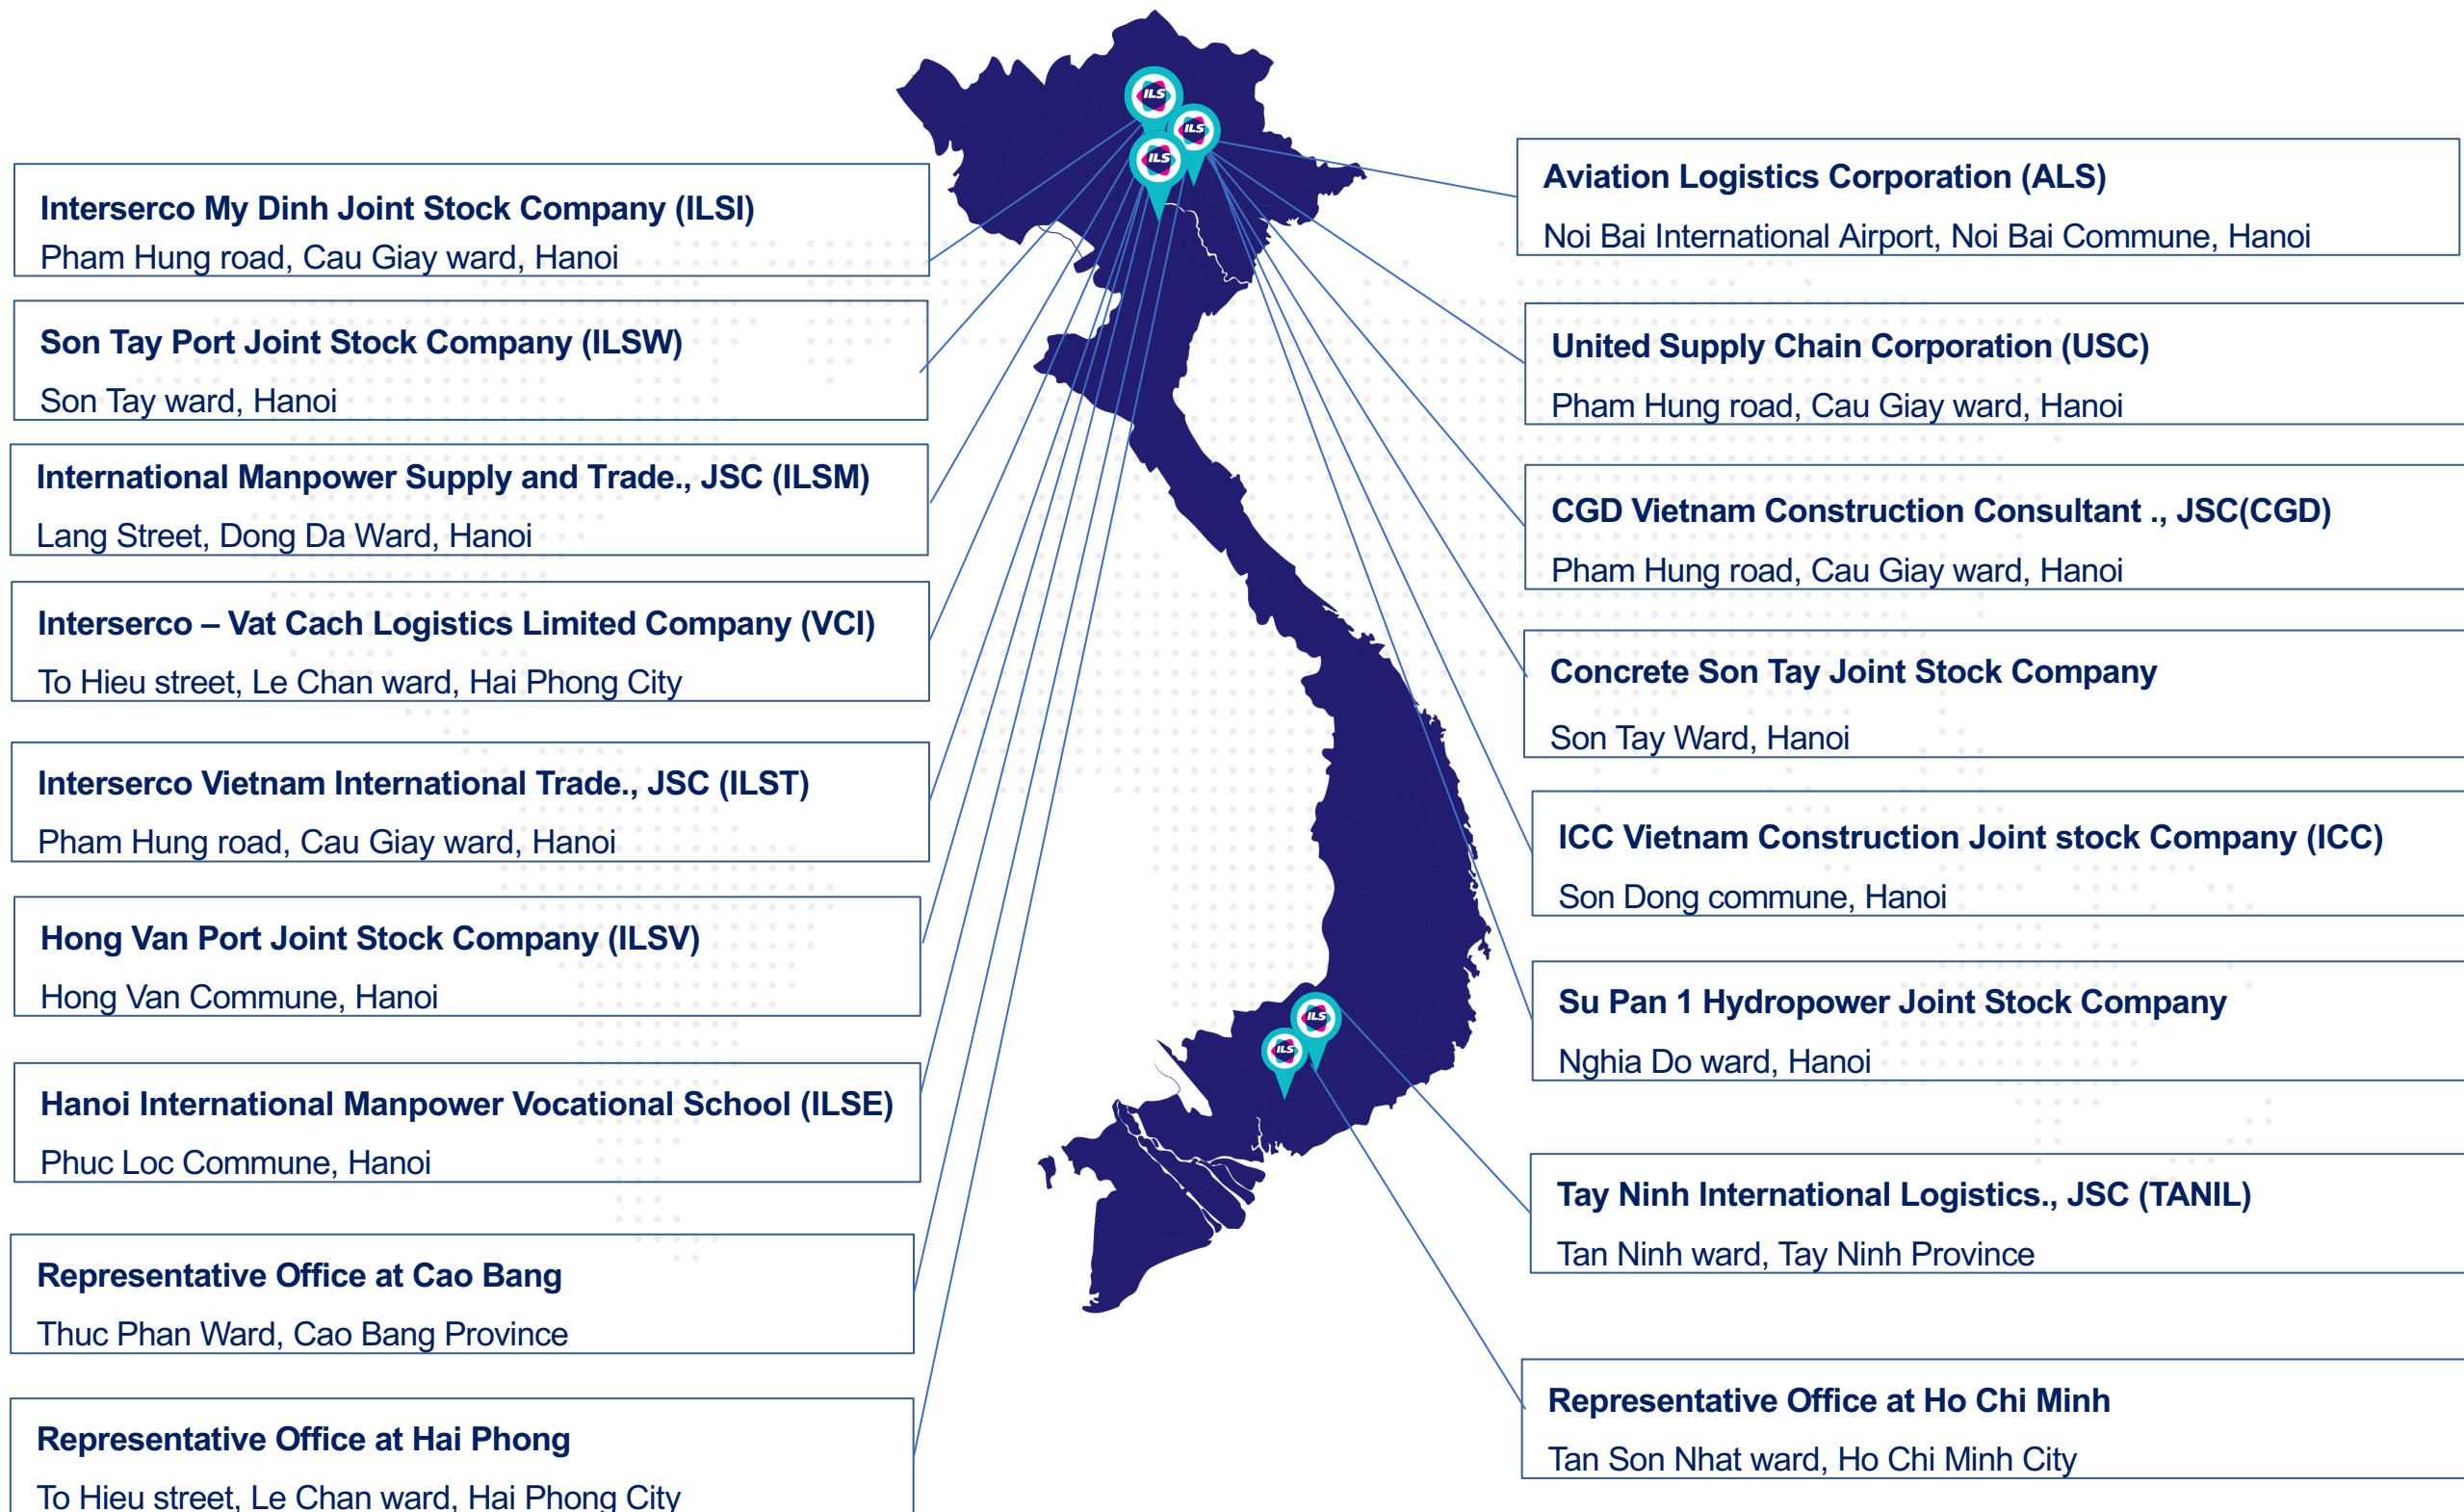 ILS
ILS
ILS
Interserco My Dinh Joint Stock Company (ILSI)
Pham Hung road, Cau Giay ward, Hanoi
Son Tay Port Joint Stock Company (ILSW)
Son Tay ward, Hanoi
International Manpower Supply and Trade., JSC (ILSM)
Lang Street, Dong Da Ward, Hanoi
Interserco – Vat Cach Logistics Limited Company (VCI)
To Hieu street, Le Chan ward, Hai Phong City
Interserco Vietnam International Trade., JSC (ILST)
Pham Hung road, Cau Giay ward, Hanoi
Hong Van Port Joint Stock Company (ILSV)
Hong Van Commune, Hanoi
Hanoi International Manpower Vocational School (ILSE)
Phuc Loc Commune, Hanoi
Representative Office at Cao Bang
Thuc Phan Ward, Cao Bang Province
Representative Office at Hai Phong
To Hieu street, Le Chan ward, Hai Phong City
Aviation Logistics Corporation (ALS)
Noi Bai International Airport, Noi Bai Commune, Hanoi
United Supply Chain Corporation (USC)
Pham Hung road, Cau Giay ward, Hanoi
CGD Vietnam Construction Consultant ., JSC(CGD)
Pham Hung road, Cau Giay ward, Hanoi
Concrete Son Tay Joint Stock Company
Son Tay Ward, Hanoi
ICC Vietnam Construction Joint stock Company (ICC)
Son Dong commune, Hanoi
Su Pan 1 Hydropower Joint Stock Company
Nghia Do ward, Hanoi
Tay Ninh International Logistics., JSC (TANIL)
Tan Ninh ward, Tay Ninh Province
Representative Office at Ho Chi Minh
Tan Son Nhat ward, Ho Chi Minh City
ILS
ILS